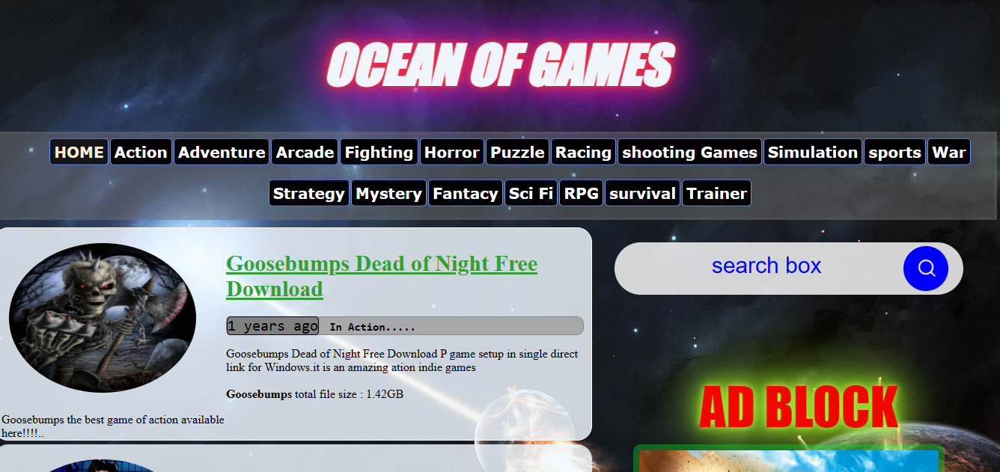 OCEAN OF GAMES
HOME Action Adventure Arcade Fighting Horror Puzzle Racing shooting Games Simulation sports War
Strategy Mystery Fantacy Sci Fi RPG survival Trainer
Goosebumps Dead of Night Free
Download
1 years ago In Action.....
Goosebumps Dead of Night Free Download P game setup in single direct
link for Windows.it is an amazing ation indie games
Goosebumps total file size : 1.42GB
Goosebumps the best game of action available
here!!!!..
search box
AD BLOCK